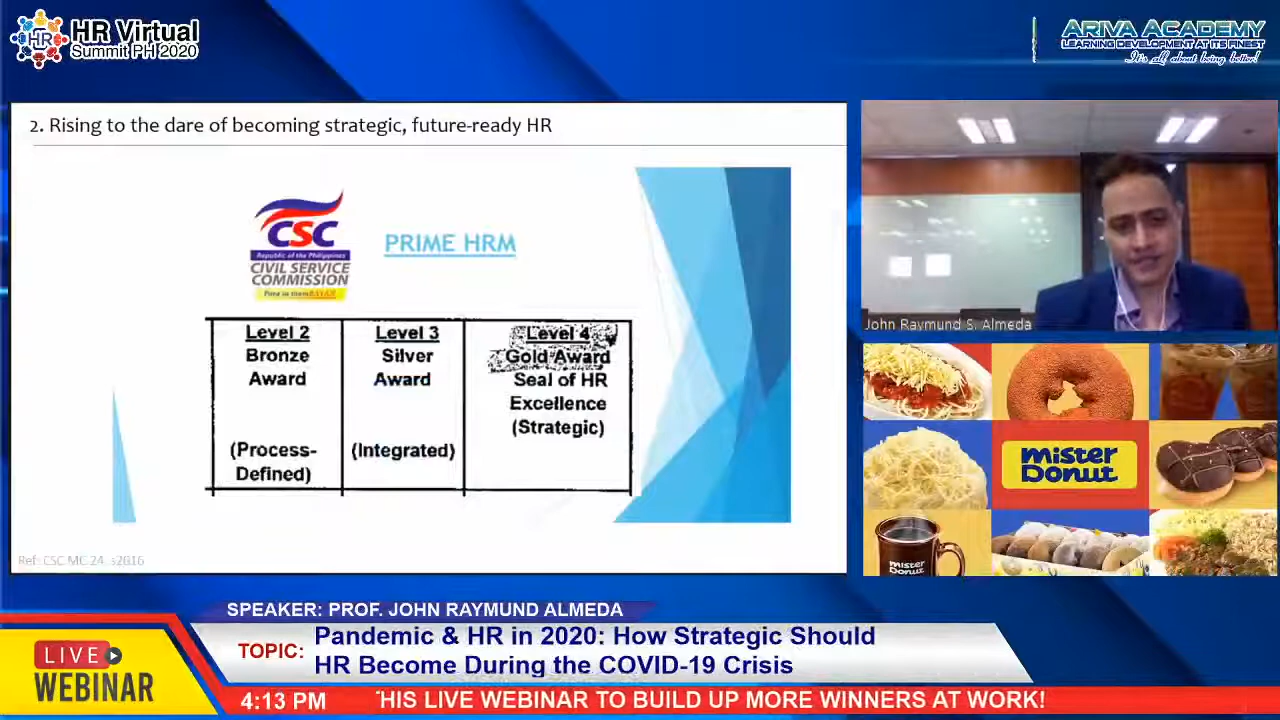 HR Virtual
Summit PH 2020
HR
ARIVA ACADEMY
LEARNING DEVELOPMENT AT ITS FINEST
It's all about being better!
2. Rising to the dare of becoming strategic, future-ready HR
CSC
Republic of the Philippines
CIVIL SERVICE
COMMISSION
PRIME HRM
Level 2
Bronze
Award
(Process-
Defined)
Level 3
Silver
Award
(Integrated)
Level 4
Gold Award
Seal of HR
Excellence
(Strategic)
Ref: CSC MC 24, s2016
John Raymund S. Almeda
mister
Donut
mister
Donut
SPEAKER: PROF. JOHN RAYMUND ALMEDA
TOPIC:
Pandemic & HR in 2020: How Strategic Should
HR Become During the COVID-19 Crisis
LIVE
WEBINAR
4:13 PM
HIS LIVE WEBINAR TO BUILD UP MORE WINNERS AT WORK!